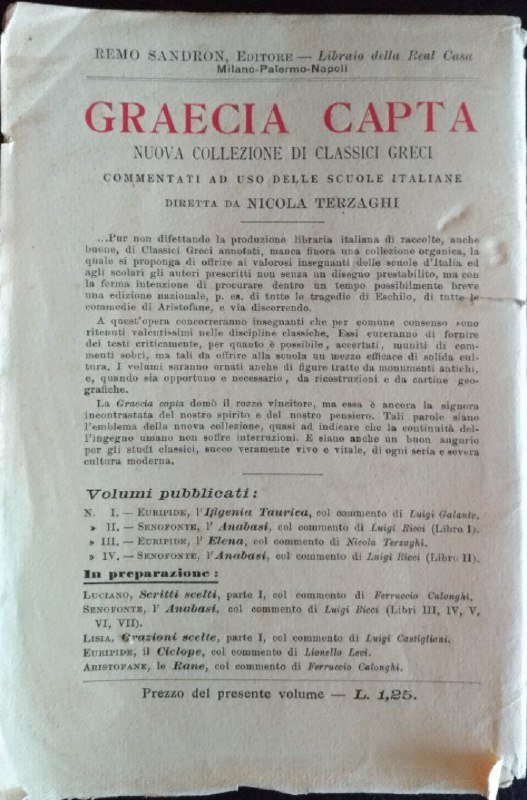 REMO SANDRON, EDITORE — Libraio della Real Casa
Milano-Palermo-Napoli
GRAECIA CAPTA
NUOVA COLLEZIONE DI CLASSICI GRECI
COMMENTATI AD USO DELLE SCUOLE ITALIANE
DIRETTA DA NICOLA TERZAGHI
...Pur non difettando la produzione libraria italiana di raccolte, anche
buone, di Classici Greci annotati, manca finora una collezione organica, la
quale si proponga di offrire ai valorosi insegnanti delle scuole d'Italia ed
agli scolari gli autori prescritti non senza un disegno prestabilito, ma con
la ferma intenzione di procurare dentro un tempo possibilmente breve
una edizione nazionale, p. es. di tutte le tragedie di Eschilo, di tutte le
commedie di Aristofane, e via discorrendo.
A quest'opera concorreranno insegnanti che per comune consenso sono
ritenuti valentissimi nelle discipline classiche, Essi cureranno di fornire
dei testi criticamente, per quanto è possibile, accertati, muniti di com-
menti sobri, ma tali da offrire alla scuola un mezzo efficace di solida cul-
tura. I volumi saranno ornati anche di figure tratte da monumenti antichi,
e, quando sia opportuno e necessario, da ricostruzioni e da cartine geo-
grafiche.
La Graecia capta domò il rozzo vincitore, ma essa è ancora la signora
incontrastata del nostro spirito e del nostro pensiero. Tali parole siano
l'emblema della nuova collezione, quasi ad indicare che la continuità del-
l'ingegno umano non soffre interruzioni. E siano anche un buon augurio
per gli studi classici, succo veramente vivo e vitale, di ogni seria e severa
cultura moderna.
Volumi pubblicati:
N. I. — EURIPIDE, l'Ifigenia Taurica, col commento di Luigi Galante.
» II. — SENOFONTE, l' Anabasi, col commento di Luigi Ricci (Libro I).
» III. — EURIPIDE, l' Elena, col commento di Nicola Terzaghi.
» IV. — SENOFONTE, l'Anabasi, col commento di Luigi Ricci (Libro II).
In preparazione:
LUCIANO, Scritti scelti, parte I, col commento di Ferruccio Calonghi.
SENOFONTE, l' Anabasi, col commento di Luigi Ricci (Libri III, IV, V,
VI, VII).
LISIA, Orazioni scelte, parte I, col commento di Luigi Castiglioni.
EURIPIDE, il Ciclope, col commento di Lionello Levi.
ARISTOFANE, le Rane, col commento di Ferruccio Calonghi.
Prezzo del presente volume — L. 1,25.